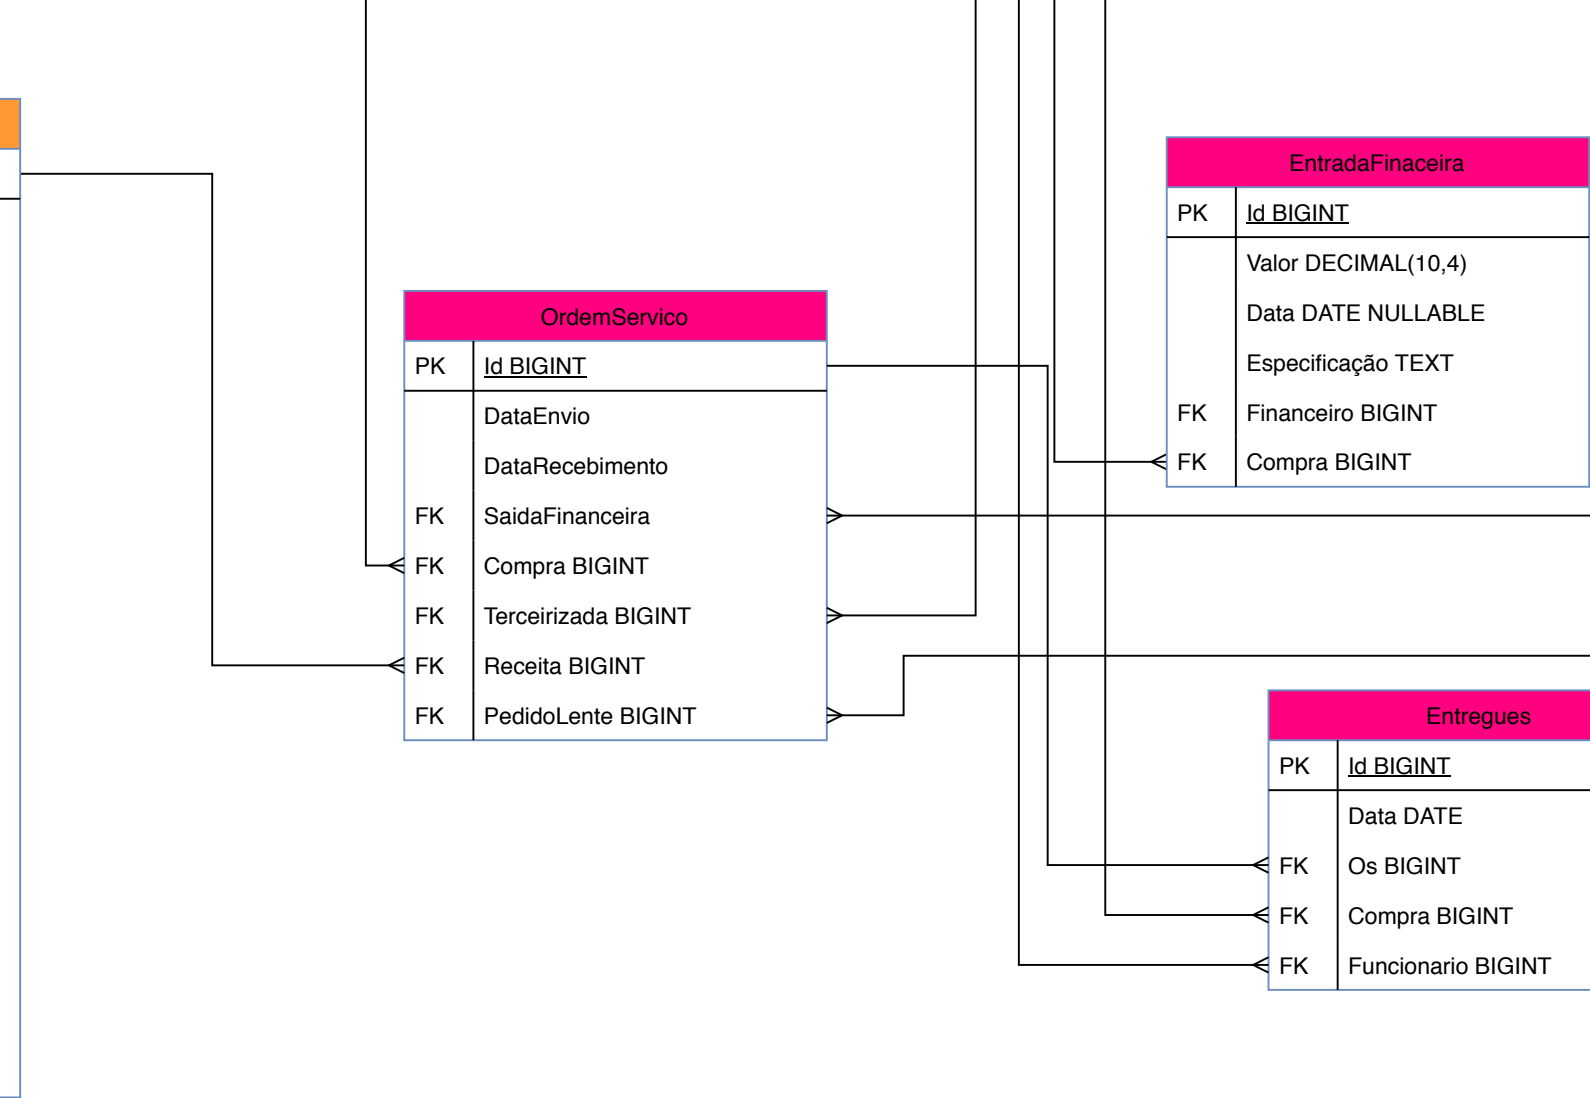 EntradaFinaceira
PK Id BIGINT
Valor DECIMAL(10,4)
Data DATE NULLABLE
Especificação TEXT
FK Financeiro BIGINT
FK Compra BIGINT
OrdemServico
PK Id BIGINT
DataEnvio
DataRecebimento
FK SaidaFinanceira
FK Compra BIGINT
FK Terceirizada BIGINT
FK Receita BIGINT
FK PedidoLente BIGINT
Entregues
PK Id BIGINT
Data DATE
FK Os BIGINT
FK Compra BIGINT
FK Funcionario BIGINT